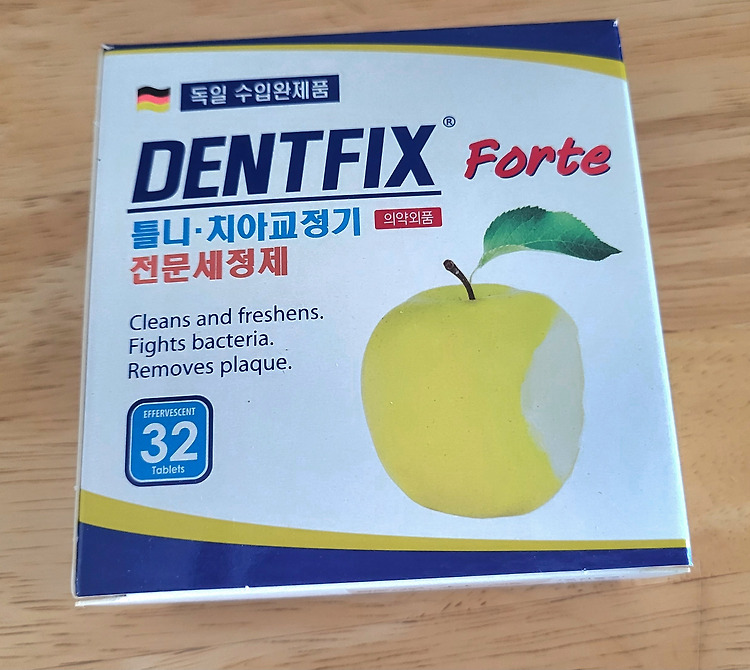 독일 수입완제품
DENTFIX® Forte
틀니·치아교정기 의약외품
전문세정제
Cleans and freshens.
Fights bacteria.
Removes plaque.
EFFERVESCENT
32
Tablets